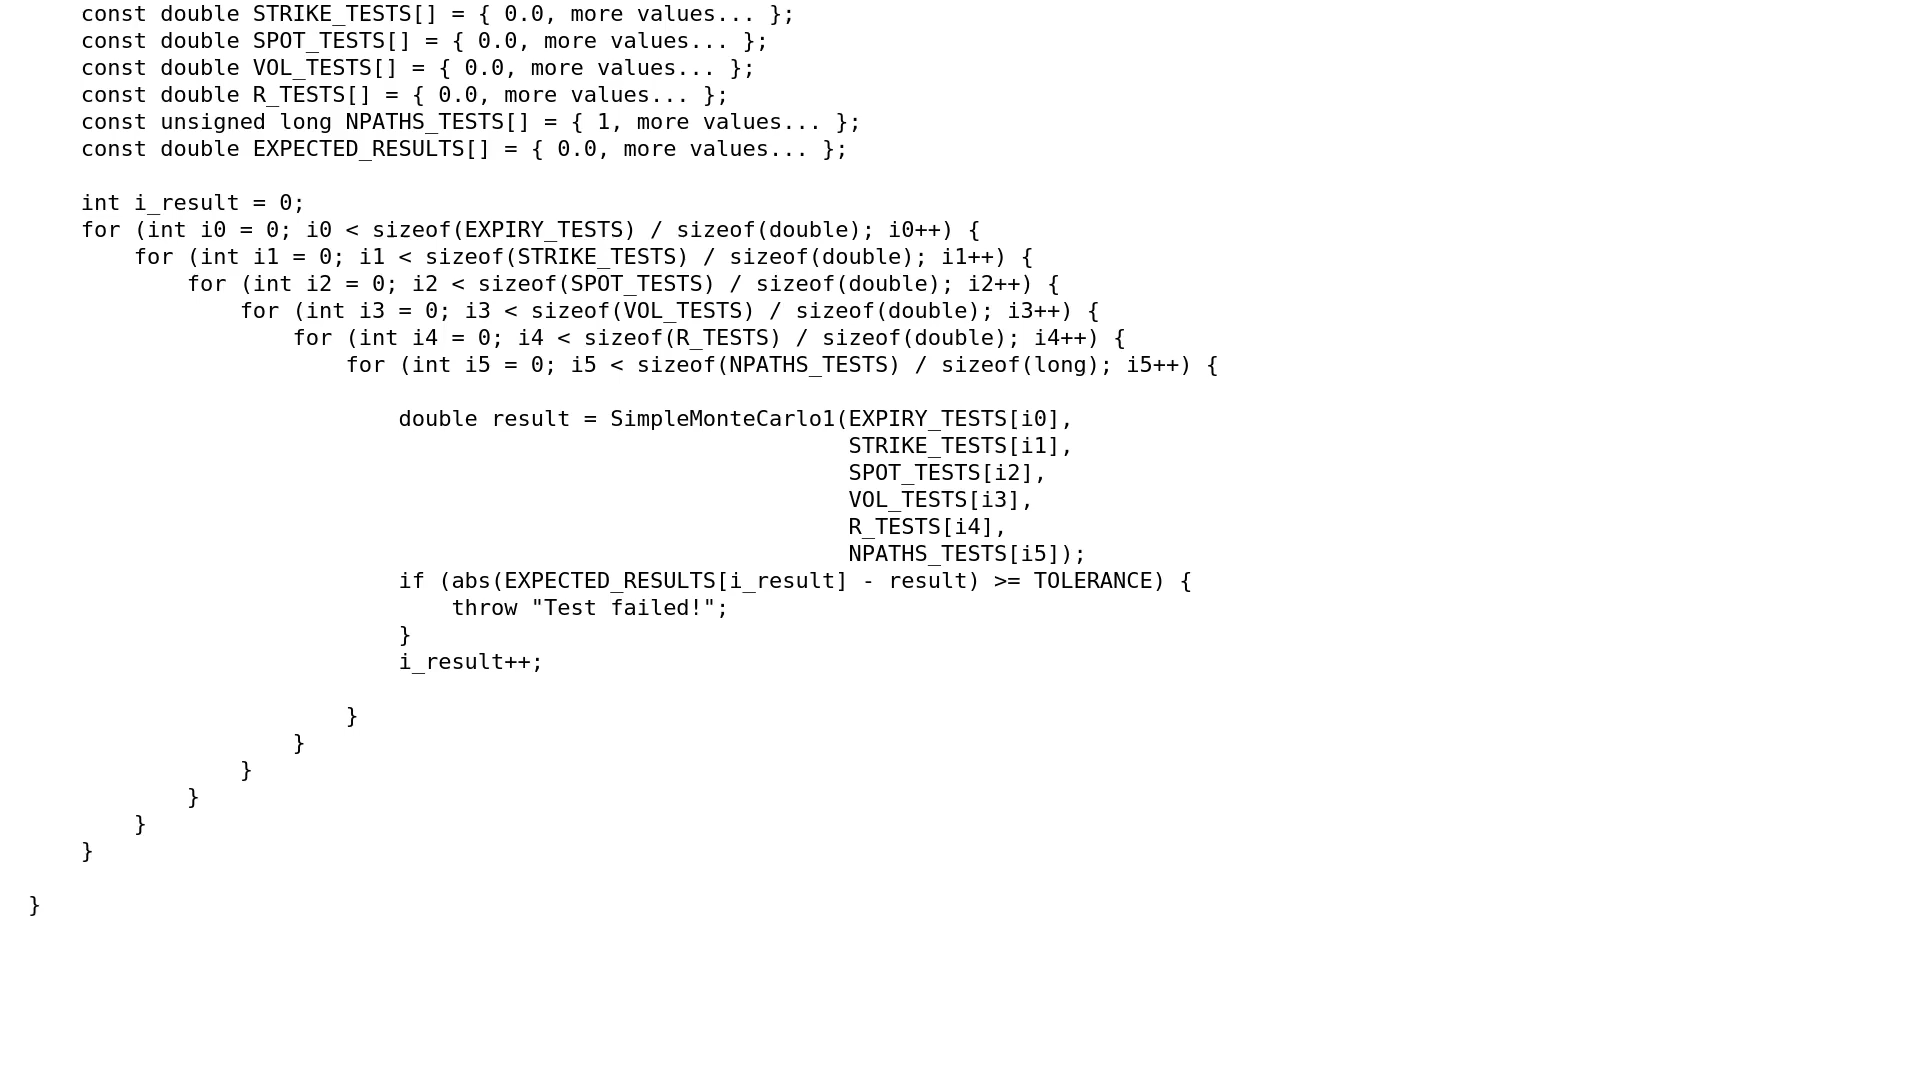 const double STRIKE_TESTS[] = { 0.0, more values... };
const double SPOT_TESTS[] = { 0.0, more values... };
const double VOL_TESTS[] = { 0.0, more values... };
const double R_TESTS[] = { 0.0, more values... };
const unsigned long NPATHS_TESTS[] = { 1, more values... };
const double EXPECTED_RESULTS[] = { 0.0, more values... };
int i_result = 0;
for (int i0 = 0; i0 < sizeof(EXPIRY_TESTS) / sizeof(double); i0++) {
for (int i1 = 0; i1 < sizeof(STRIKE_TESTS) / sizeof(double); i1++) {
for (int i2 = 0; i2 < sizeof(SPOT_TESTS) / sizeof(double); i2++) {
for (int i3 = 0; i3 < sizeof(VOL_TESTS) / sizeof(double); i3++) {
for (int i4 = 0; i4 < sizeof(R_TESTS) / sizeof(double); i4++) {
for (int i5 = 0; i5 < sizeof(NPATHS_TESTS) / sizeof(long); i5++) {
double result = SimpleMonteCarlo1(EXPIRY_TESTS[i0],
STRIKE_TESTS[i1],
SPOT_TESTS[i2],
VOL_TESTS[i3],
R_TESTS[i4],
NPATHS_TESTS[i5]);
if (abs(EXPECTED_RESULTS[i_result] - result) >= TOLERANCE) {
throw "Test failed!";
}
i_result++;
}
}
}
}
}
}
}